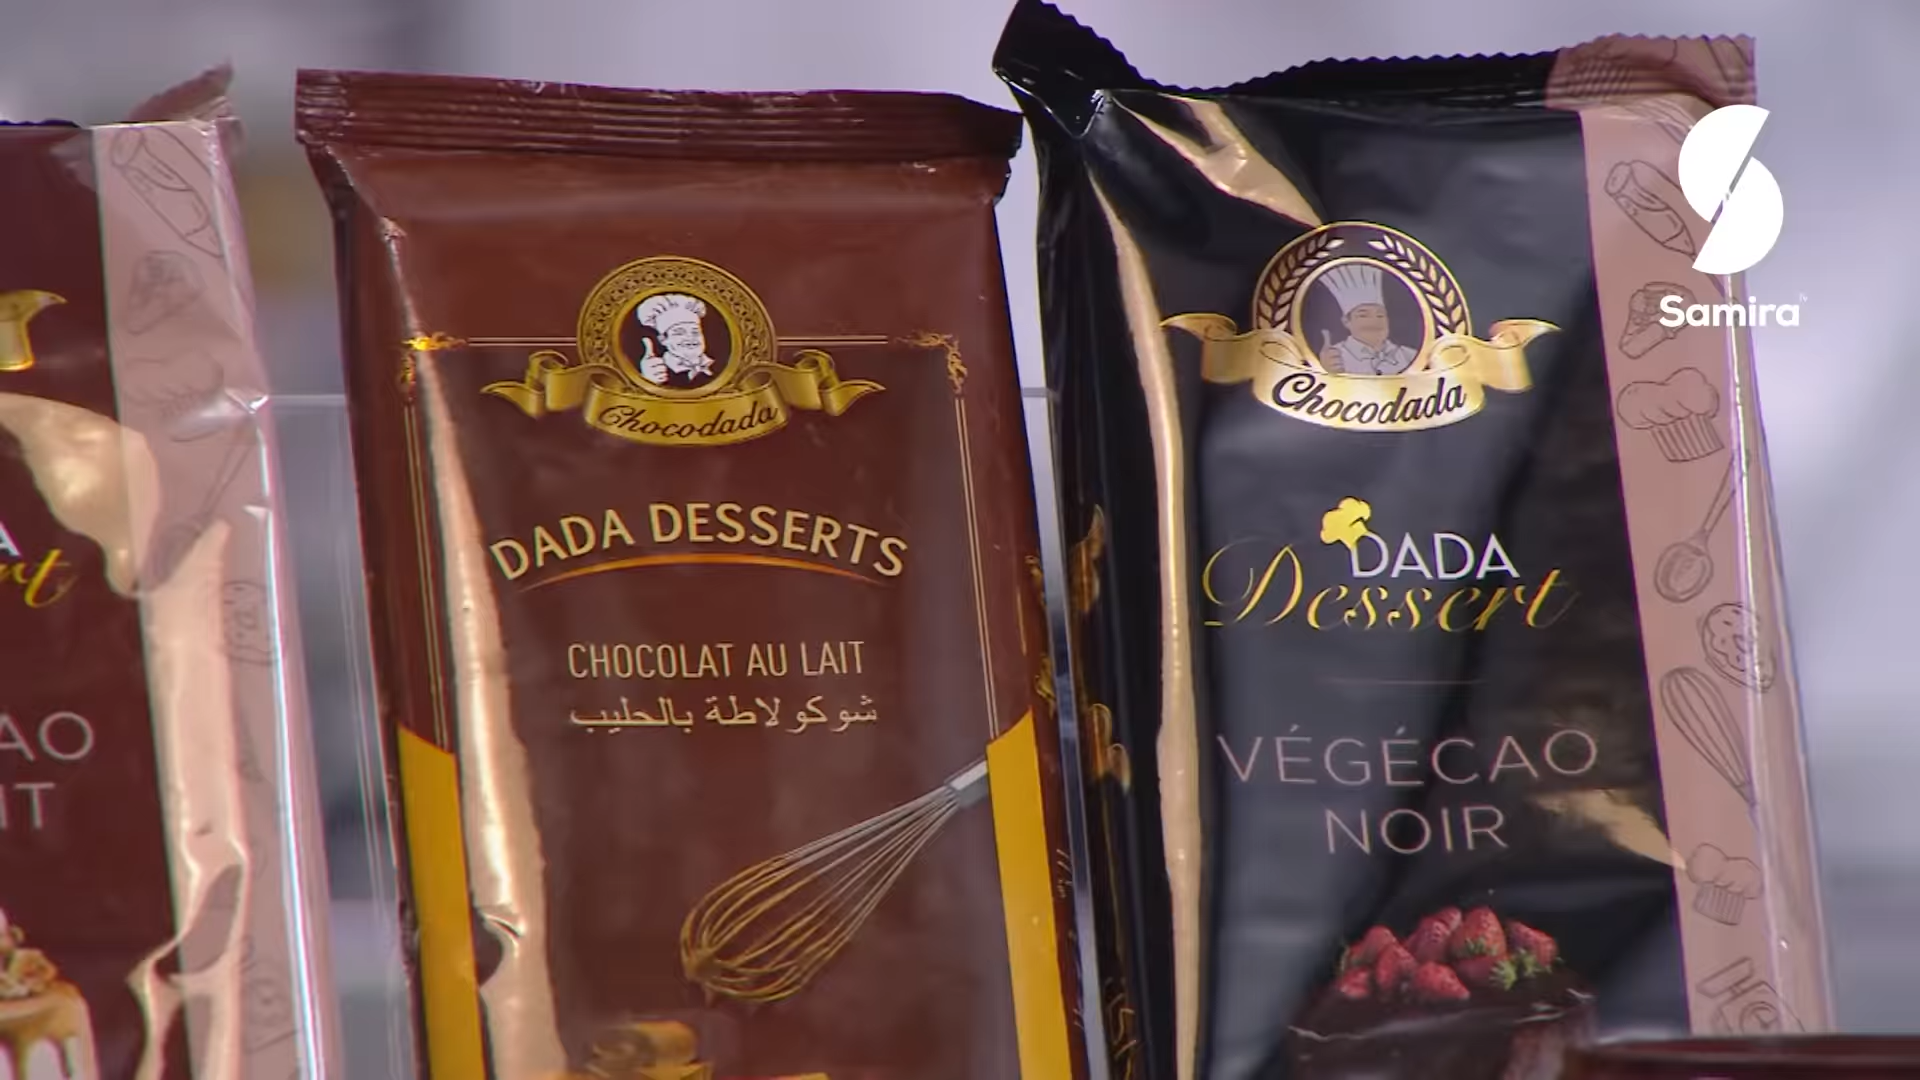 Chocodada
DADA DESSERTS
CHOCOLAT AU LAIT
شوكولاطة بالحليب
Chocodada
DADA
Dessert
VÉGÉCAO
NOIR
Samira